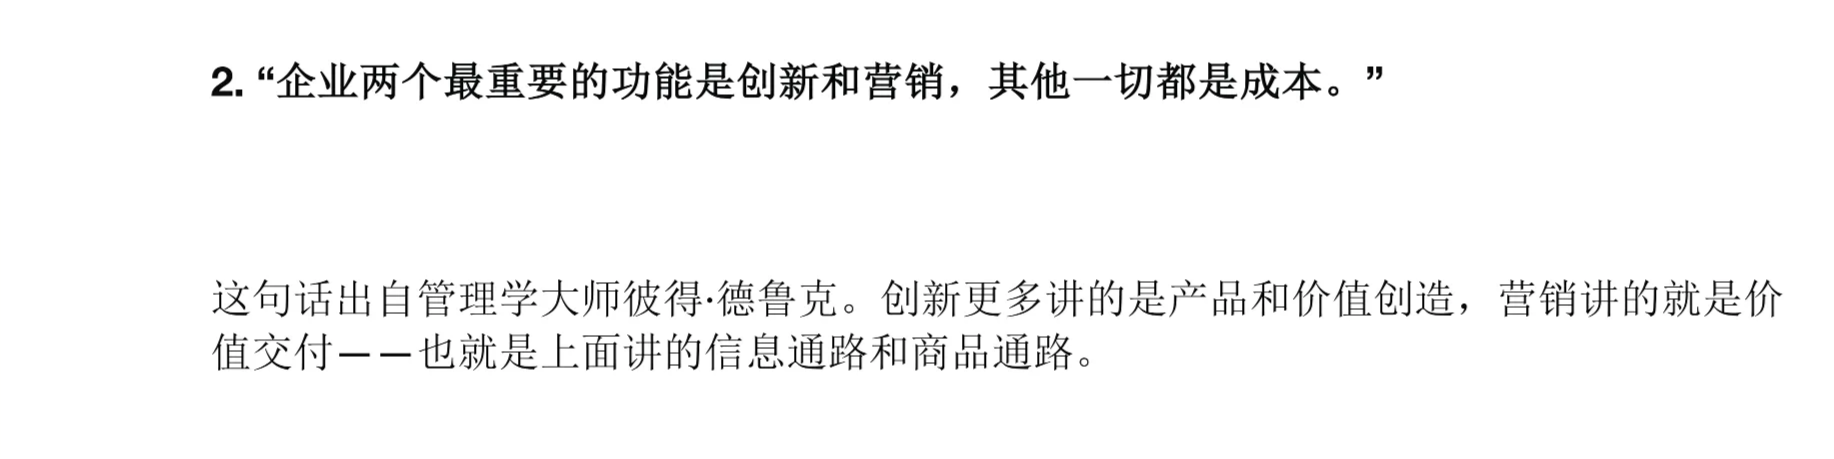 2. “企业两个最重要的功能是创新和营销，其他一切都是成本。”
这句话出自管理学大师彼得·德鲁克。创新更多讲的是产品和价值创造，营销讲的就是价
值交付——也就是上面讲的信息通路和商品通路。